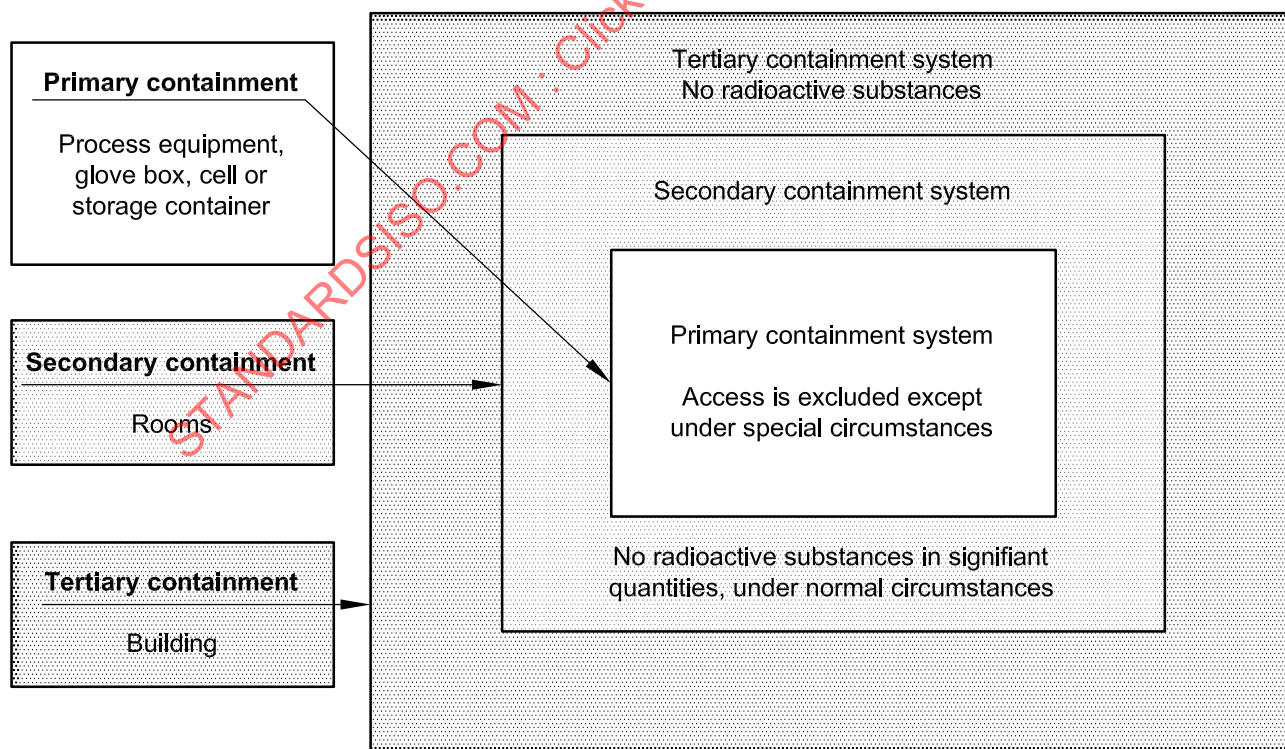 Primary containment
Process equipment,
glove box, cell or
storage container
Secondary containment
Rooms
Tertiary containment
Building
Tertiary containment system
No radioactive substances
Secondary containment system
Primary containment system
Access is excluded except
under special circumstances
No radioactive substances in signifiant
quantities, under normal circumstances
STANDARDSISO.COM : Click